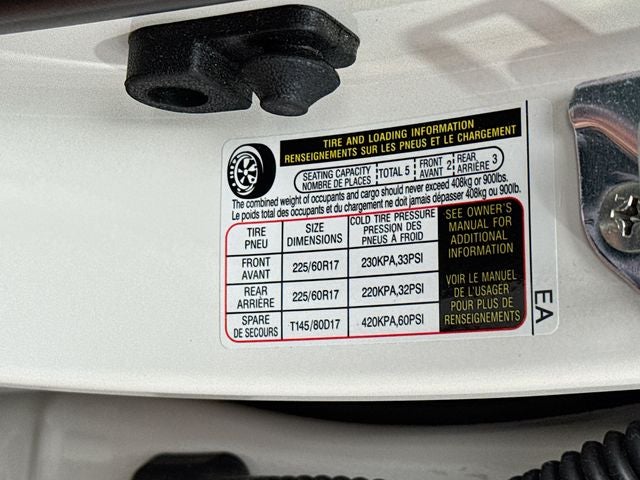 TIRE AND LOADING INFORMATION
RENSEIGNEMENTS SUR LES PNEUS ET LE CHARGEMENT
SEATING CAPACITY
NOMBRE DE PLACES
TOTAL 5
FRONT
AVANT
2
REAR
ARRIÈRE
3
The combined weight of occupants and cargo should never exceed 408kg or 900lbs.
Le poids total des occupants et du chargement ne doit jamais dépasser 408kg ou 900lb.
TIRE
PNEU
SIZE
DIMENSIONS
COLD TIRE PRESSURE
PRESSION DES
PNEUS À FROID
FRONT
AVANT
225/60R17
230KPA,33PSI
REAR
ARRIÈRE
225/60R17
220KPA,32PSI
SPARE
DE SECOURS
T145/80D17
420KPA,60PSI
SEE OWNER'S
MANUAL FOR
ADDITIONAL
INFORMATION
VOIR LE MANUEL
DE L'USAGER
POUR PLUS DE
RENSEIGNEMENTS
EA